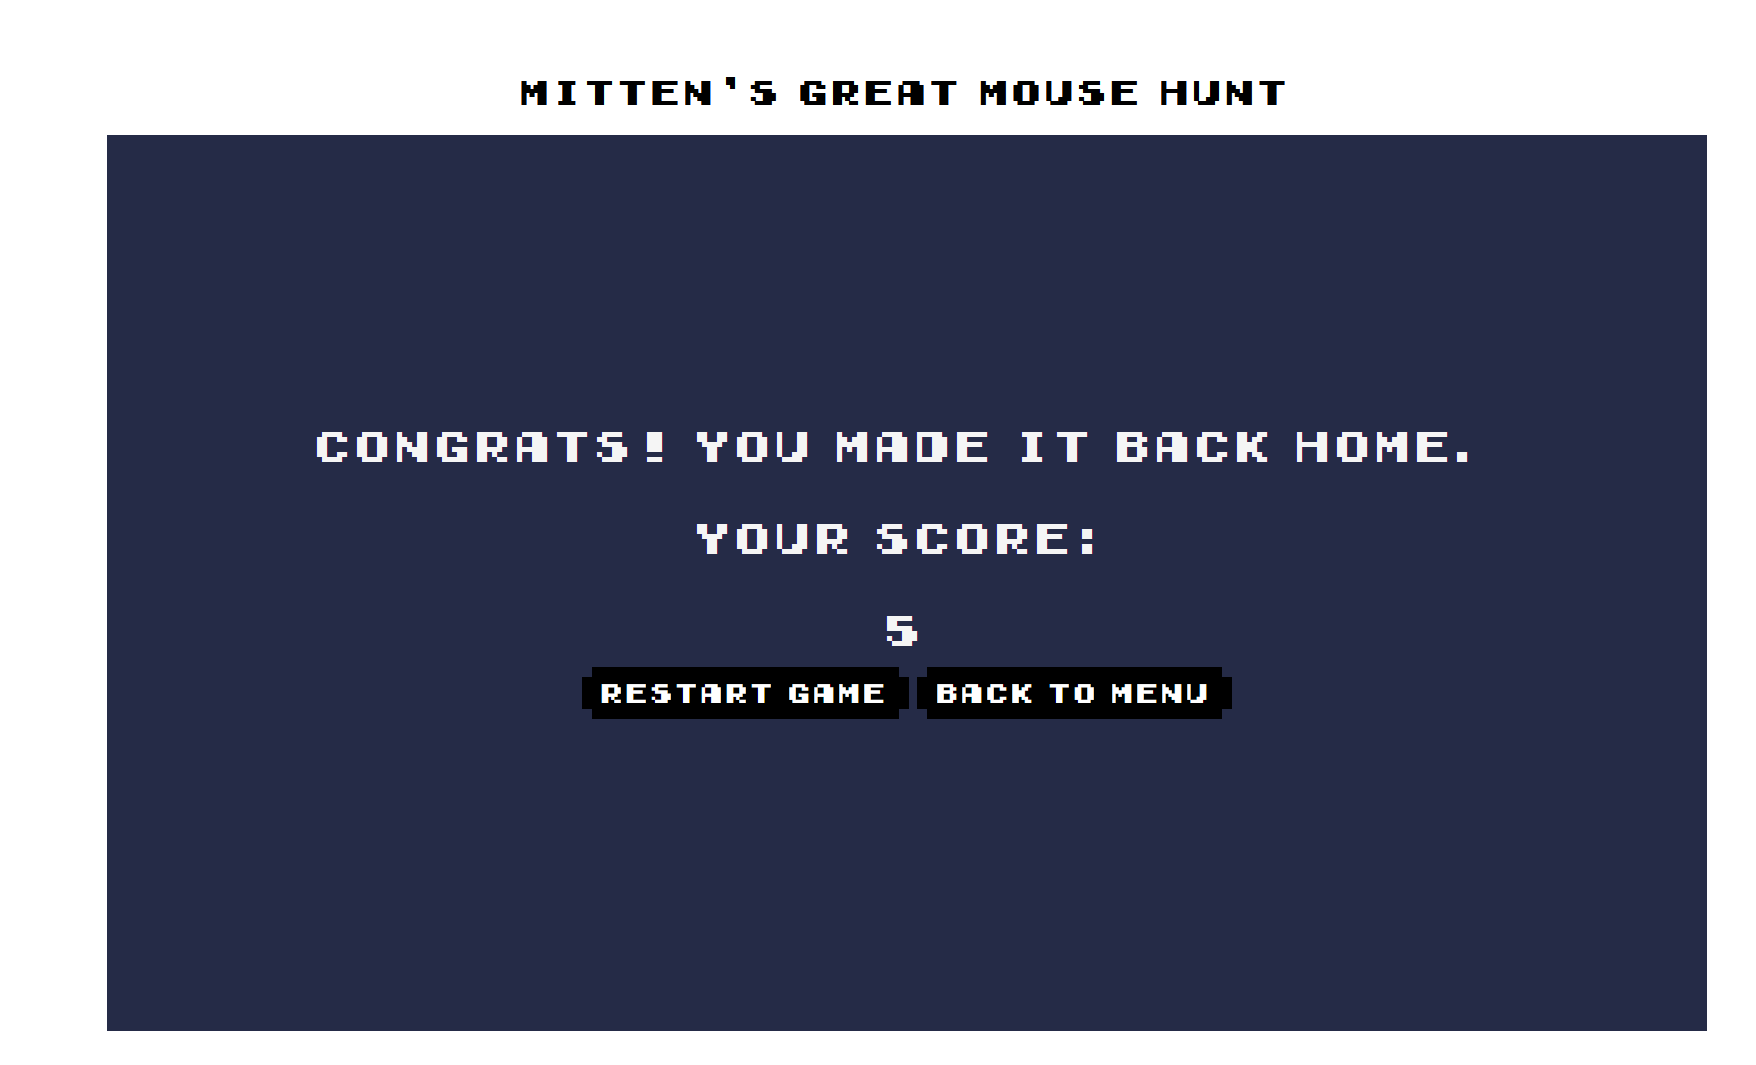 MITTEN'S GREAT MOUSE HUNT
CONGRATS! YOU MADE IT BACK HOME.
YOUR SCORE:
5
RESTART GAME BACK TO MENU